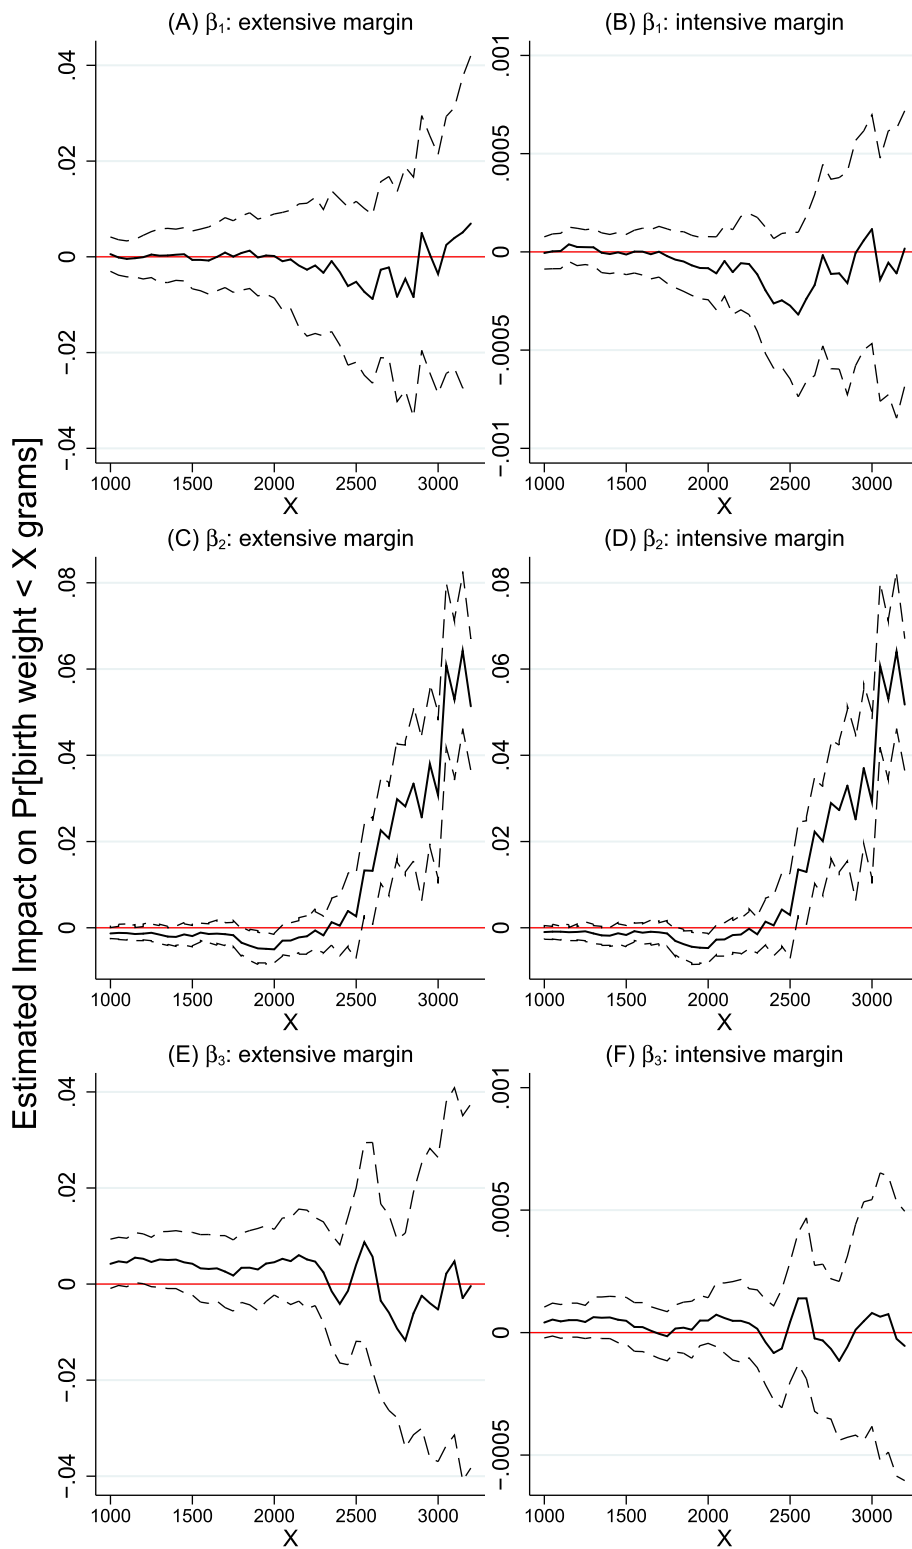 Estimated Impact on Pr[birth weight < X grams]
(A) β₁: extensive margin
.04
.02
0
−.02
−.04
1000 1500 2000 2500 3000
X
(B) β₁: intensive margin
.001
.0005
0
−.0005
−.001
1000 1500 2000 2500 3000
X
(C) β₂: extensive margin
.08
.06
.04
.02
0
1000 1500 2000 2500 3000
X
(D) β₂: intensive margin
.08
.06
.04
.02
0
1000 1500 2000 2500 3000
X
(E) β₃: extensive margin
.04
.02
0
−.02
−.04
1000 1500 2000 2500 3000
X
(F) β₃: intensive margin
.001
.0005
0
−.0005
1000 1500 2000 2500 3000
X